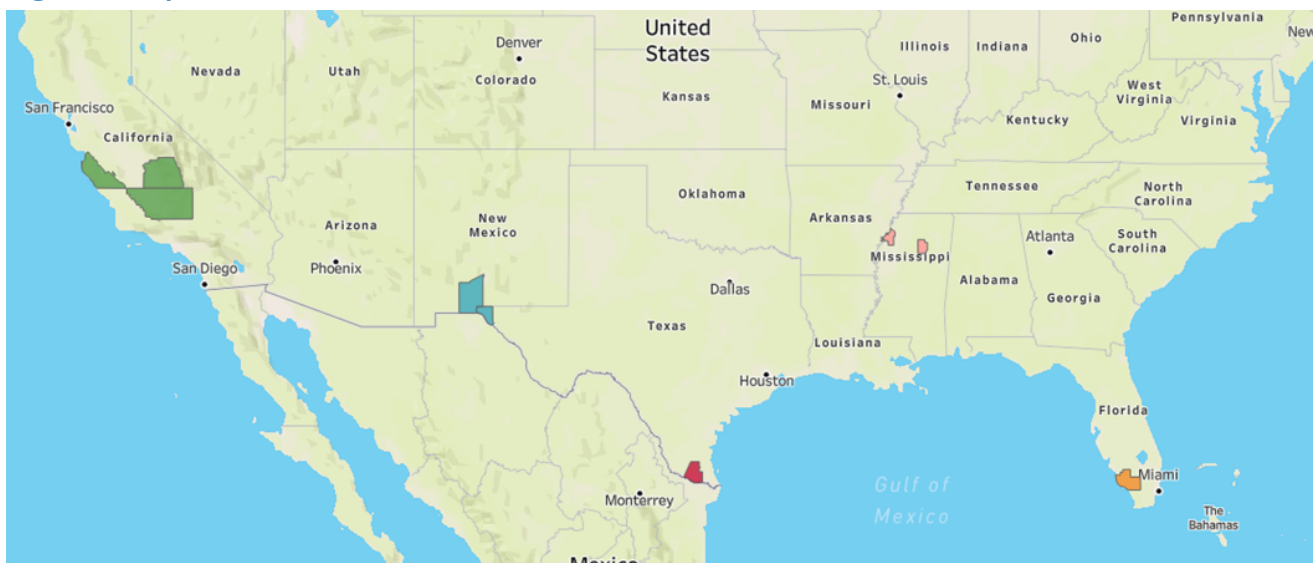 United
States
Pennsylvania
Ohio
New
Illinois
Indiana
Denver
Nevada
Utah
Colorado
St. Louis
West
Virginia
Kansas
Missouri
San Francisco
Kentucky
Virginia
California
Tennessee
Oklahoma
North
Carolina
New
Mexico
Arkansas
Arizona
South
Carolina
Atlanta
Mississippi
San Diego
Phoenix
Alabama
Dallas
Georgia
Texas
Louisiana
Houston
Florida
Miami
Gulf of
Mexico
Monterrey
The
Bahamas
Mexico